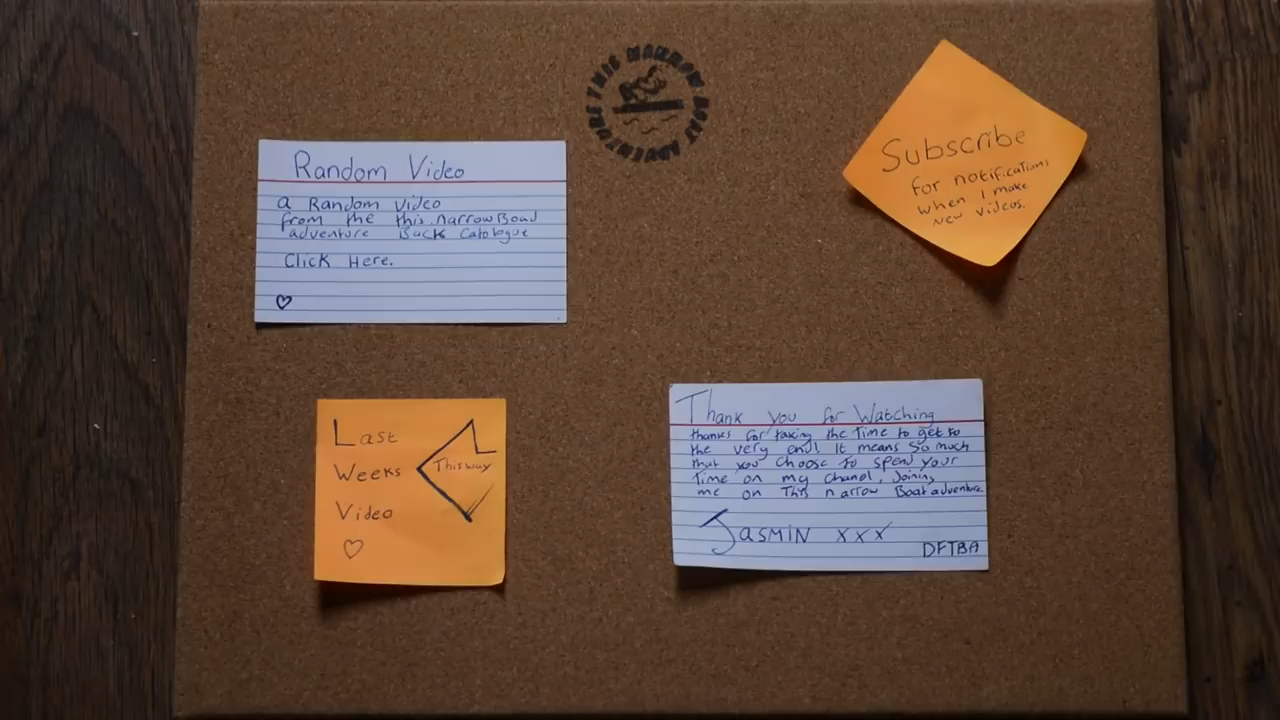 THIS NARROW BOAT ADVENTURE
Random Video
a Random Video
from the this narrow Boat
adventure Back Catologue
Click Here.
Subscribe
for notifications
when I make
new videos.
Last
Weeks
Video
This way
Thank you for Watching
thanks for taking the time to get to
the very end! It means so much
that you choose to spend your
time on my chanel, Joining
me on This narrow Boat adventure.
Jasmin xxx
DFTBA